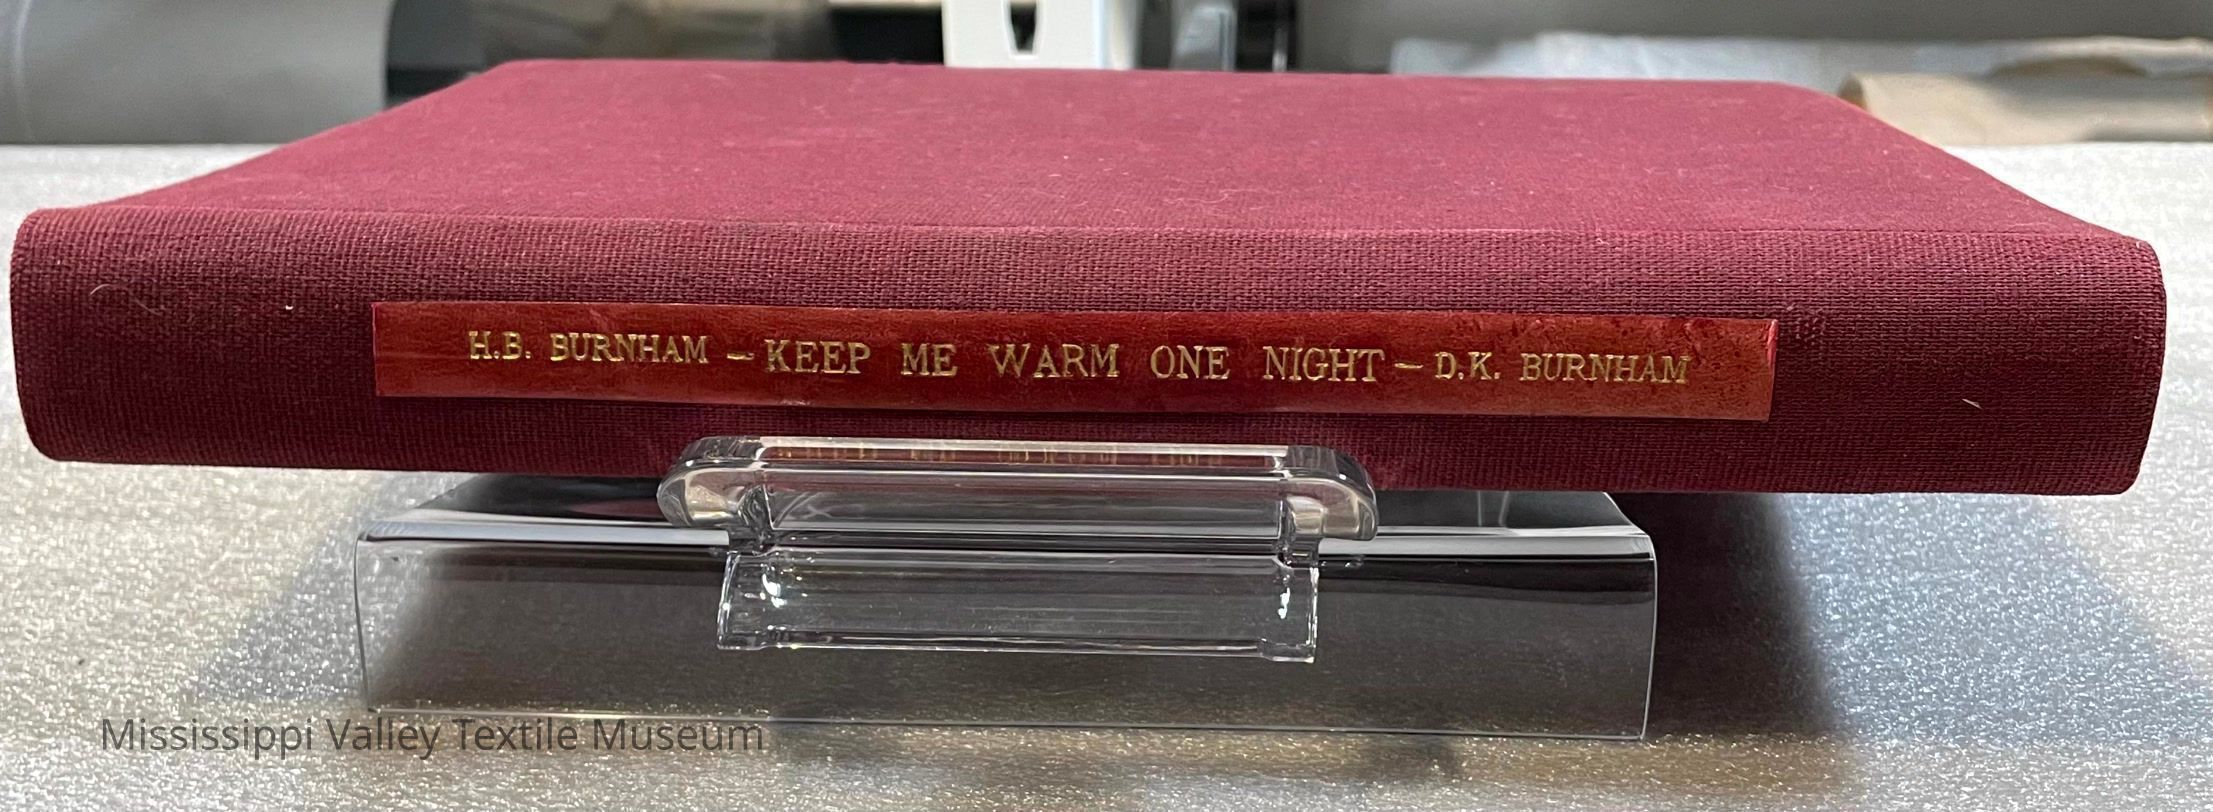 H.B. BURNHAM – KEEP ME WARM ONE NIGHT – D.K. BURNHAM
Mississippi Valley Textile Museum